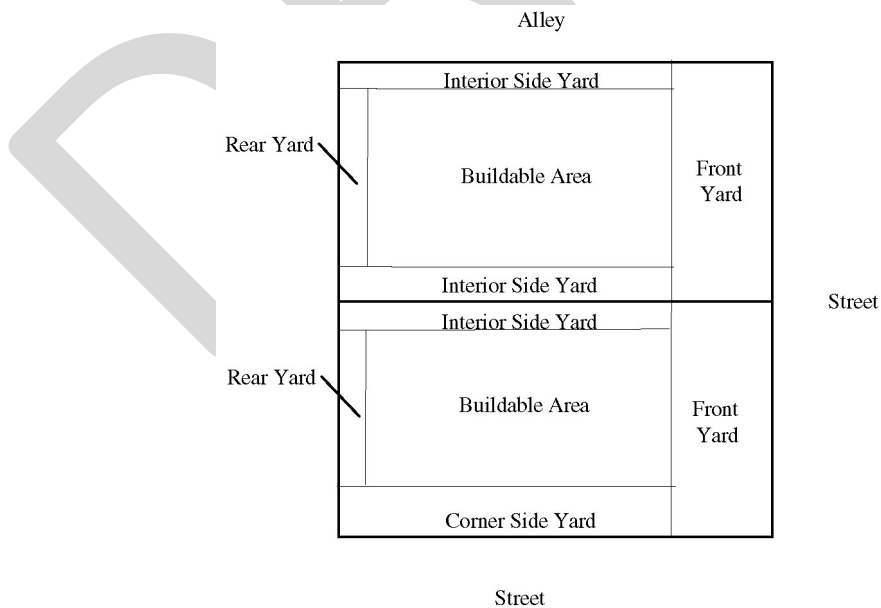 Alley
Interior Side Yard
Rear Yard
Buildable Area
Front
Yard
Interior Side Yard
Street
Interior Side Yard
Rear Yard
Buildable Area
Front
Yard
Corner Side Yard
Street